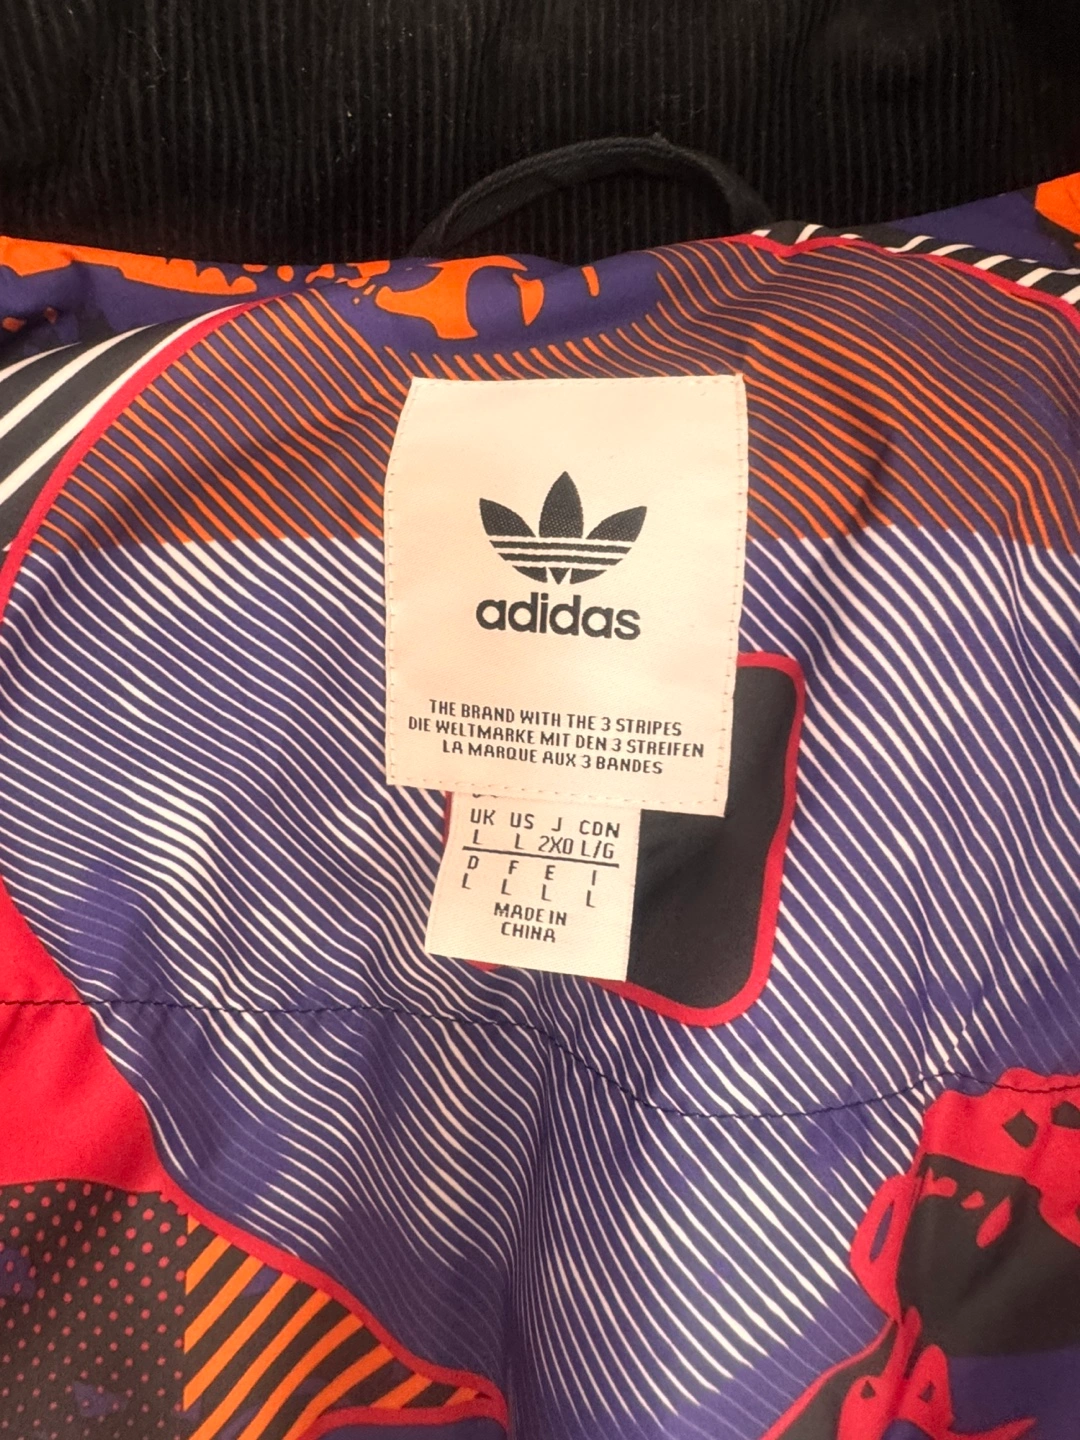 adidas
THE BRAND WITH THE 3 STRIPES
DIE WELTMARKE MIT DEN 3 STREIFEN
LA MARQUE AUX 3 BANDES
UK US J CDN
L L 2XO L/G
D F E I
L L L L
MADE IN
CHINA